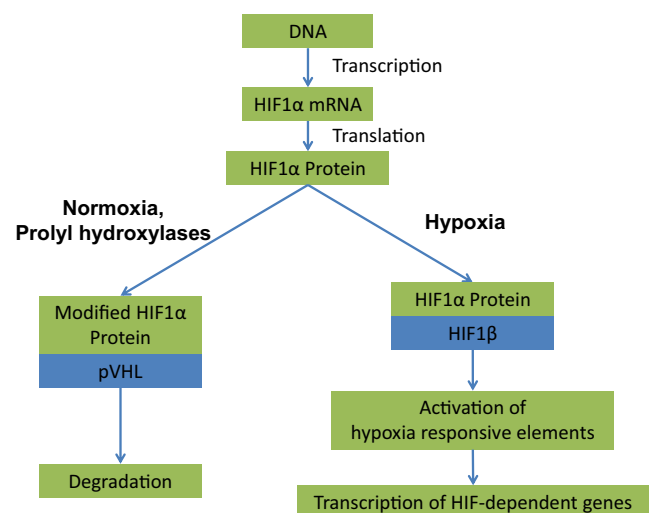 DNA
Transcription
HIF1α mRNA
Translation
HIF1α Protein
Normoxia,
Prolyl hydroxylases
Hypoxia
Modified HIF1α
Protein
pVHL
Degradation
HIF1α Protein
HIF1β
Activation of
hypoxia responsive elements
Transcription of HIF-dependent genes